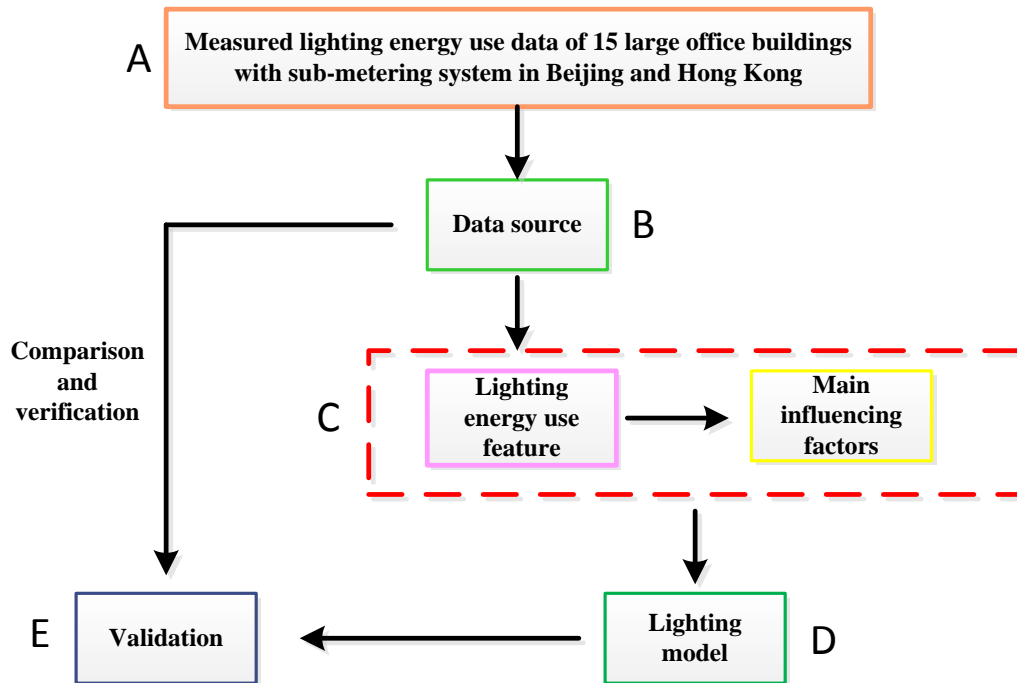 A
Measured lighting energy use data of 15 large office buildings
with sub-metering system in Beijing and Hong Kong
Data source
B
Comparison
and
verification
C
Lighting
energy use
feature
Main
influencing
factors
E
Validation
Lighting
model
D